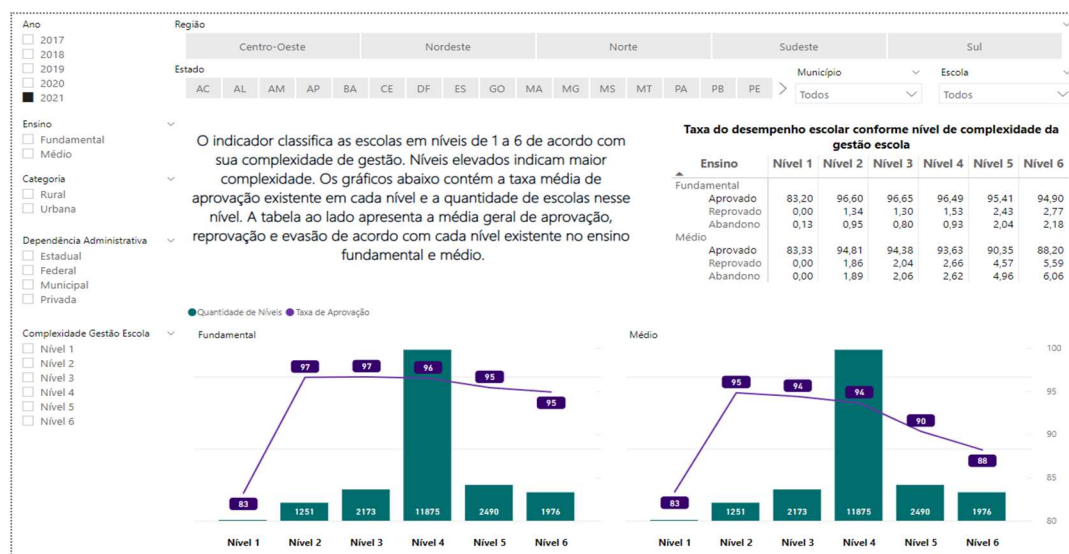 Ano
2017
2018
2019
2020
2021
Ensino
Fundamental
Médio
Categoria
Rural
Urbana
Dependência Administrativa
Estadual
Federal
Municipal
Privada
Complexidade Gestão Escola
Nível 1
Nível 2
Nível 3
Nível 4
Nível 5
Nível 6
Região
Centro-Oeste Nordeste Norte Sudeste Sul
Estado
AC AL AM AP BA CE DF ES GO MA MG MS MT PA PB PE
Município
Todos
Escola
Todos
O indicador classifica as escolas em níveis de 1 a 6 de acordo com
sua complexidade de gestão. Níveis elevados indicam maior
complexidade. Os gráficos abaixo contém a taxa média de
aprovação existente em cada nível e a quantidade de escolas nesse
nível. A tabela ao lado apresenta a média geral de aprovação,
reprovação e evasão de acordo com cada nível existente no ensino
fundamental e médio.
Taxa do desempenho escolar conforme nível de complexidade da
gestão escola
Ensino Nível 1 Nível 2 Nível 3 Nível 4 Nível 5 Nível 6
Fundamental
Aprovado 83,20 96,60 96,65 96,49 95,41 94,90
Reprovado 0,00 1,34 1,30 1,53 2,43 2,77
Abandono 0,13 0,95 0,80 0,93 2,04 2,18
Médio
Aprovado 83,33 94,81 94,38 93,63 90,35 88,20
Reprovado 0,00 1,86 2,04 2,66 4,57 5,59
Abandono 0,00 1,89 2,06 2,62 4,96 6,06
Quantidade de Níveis Taxa de Aprovação
Fundamental
83 97 97 96 95 95
1251 2173 11875 2490 1976
Nível 1 Nível 2 Nível 3 Nível 4 Nível 5 Nível 6
Médio
83 95 94 94 90 88
1251 2173 11875 2490 1976
Nível 1 Nível 2 Nível 3 Nível 4 Nível 5 Nível 6
100
95
90
85
80